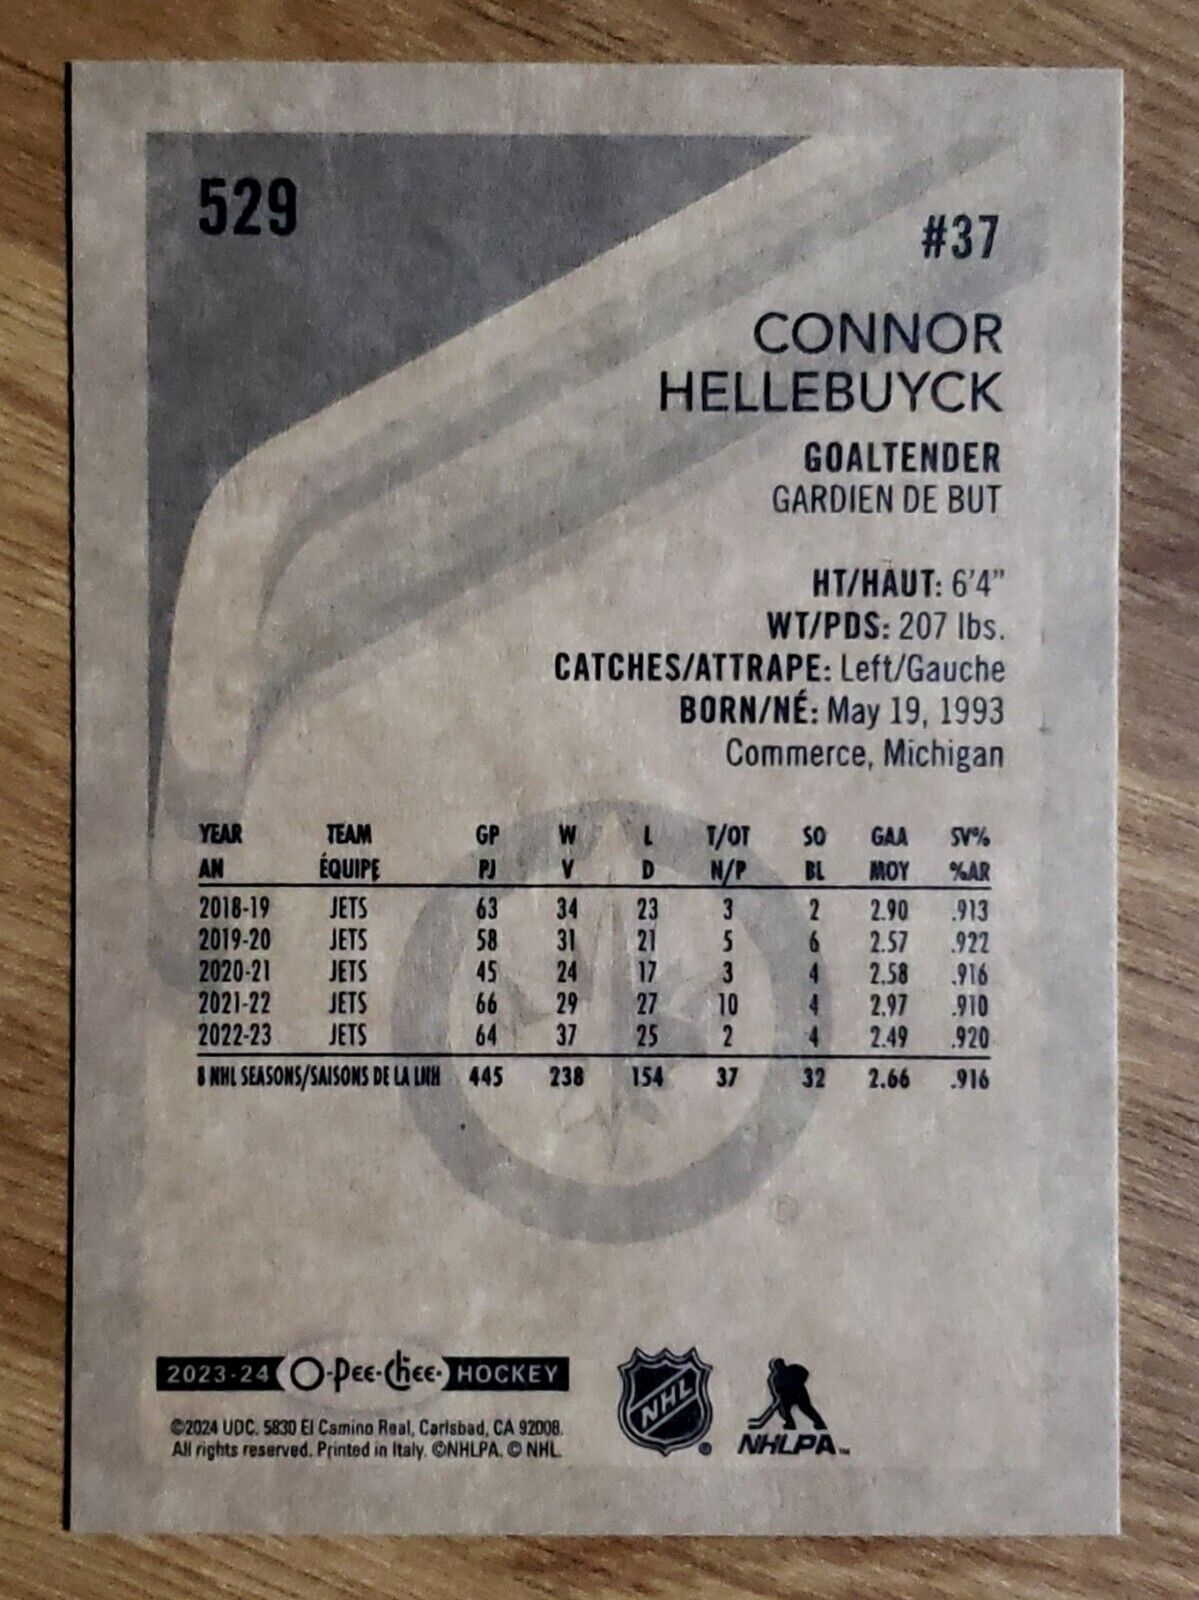 529
#37
CONNOR
HELLEBUYCK
GOALTENDER
GARDIEN DE BUT
HT/HAUT: 6'4"
WT/PDS: 207 lbs.
CATCHES/ATTRAPE: Left/Gauche
BORN/NÉ: May 19, 1993
Commerce, Michigan
YEAR TEAM GP W L T/OT SO GAA SV%
AN ÉQUIPE PJ V D N/P BL MOY %AR
2018-19 JETS 63 34 23 3 2 2.90 .913
2019-20 JETS 58 31 21 5 6 2.57 .922
2020-21 JETS 45 24 17 3 4 2.58 .916
2021-22 JETS 66 29 27 10 4 2.97 .910
2022-23 JETS 64 37 25 2 4 2.49 .920
8 NHL SEASONS/SAISONS DE LA LNH 445 238 154 37 32 2.66 .916
2023-24 O-Pee-Chee- HOCKEY
©2024 UDC. 5830 El Camino Real, Carlsbad, CA 92008.
All rights reserved. Printed in Italy. ©NHLPA. © NHL.
NHL ®
NHLPA™